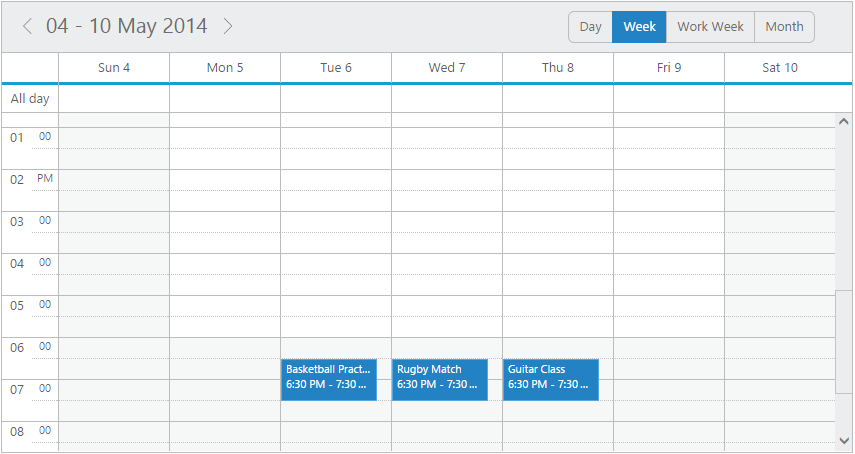 04 - 10 May 2014 Day Week Work Week Month
Sun 4 Mon 5 Tue 6 Wed 7 Thu 8 Fri 9 Sat 10
All day
01 00
02 PM
03 00
04 00
05 00
06 00
Basketball Pract... Rugby Match Guitar Class
6:30 PM - 7:30 ... 6:30 PM - 7:30 ... 6:30 PM - 7:30 ...
07 00
08 00